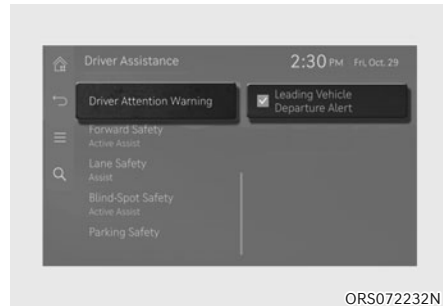 Driver Assistance
2:30 PM Fri, Oct. 29
Driver Attention Warning
Leading Vehicle
Departure Alert
Forward Safety
Active Assist
Lane Safety
Assist
Blind-Spot Safety
Active Assist
Parking Safety
ORS072232N